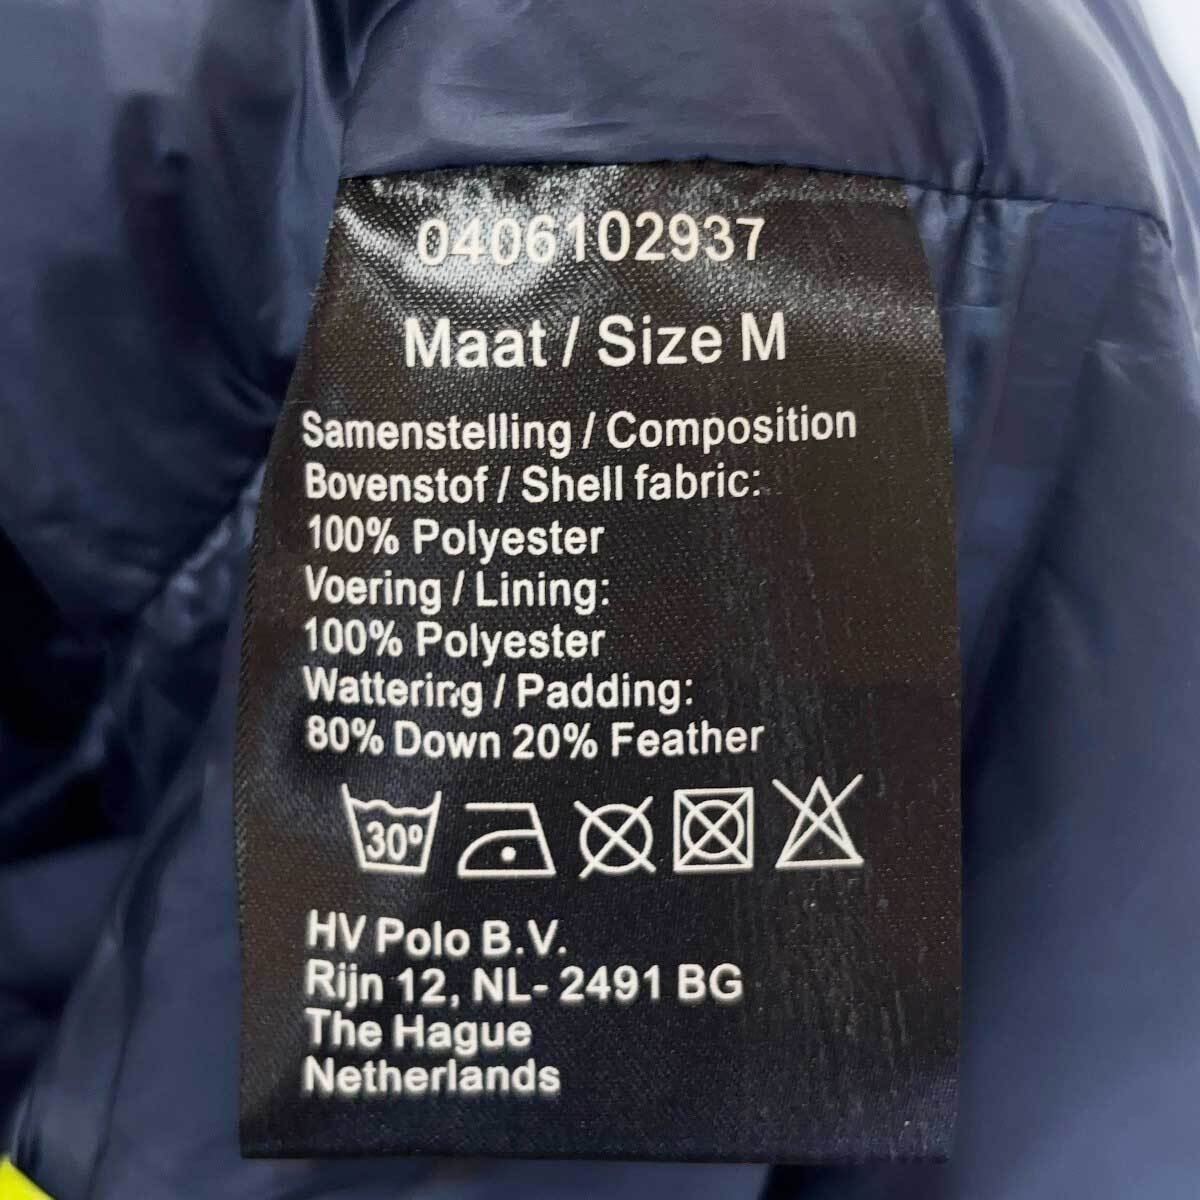 0406102937
Maat / Size M
Samenstelling / Composition
Bovenstof / Shell fabric:
100% Polyester
Voering / Lining:
100% Polyester
Wattering / Padding:
80% Down 20% Feather
30º
HV Polo B.V.
Rijn 12, NL- 2491 BG
The Hague
Netherlands